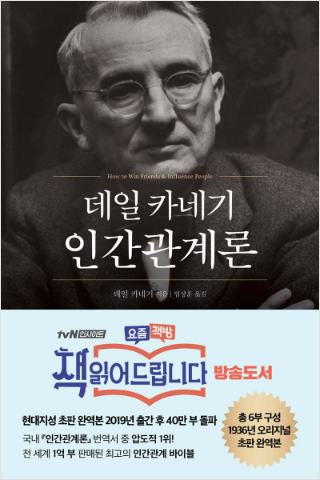 How to Win Friends & Influence People
데일 카네기
인간관계론
데일 카네기 지음 | 임상훈 옮김
tvN 인사이트
요즘 책방
책 읽어드립니다 방송도서
현대지성 초판 완역본 2019년 출간 후 40만 부 돌파
국내 『인간관계론』 번역서 중 압도적 1위!
전 세계 1억 부 판매된 최고의 인간관계 바이블
총 6부 구성
1936년 오리지널
초판 완역본